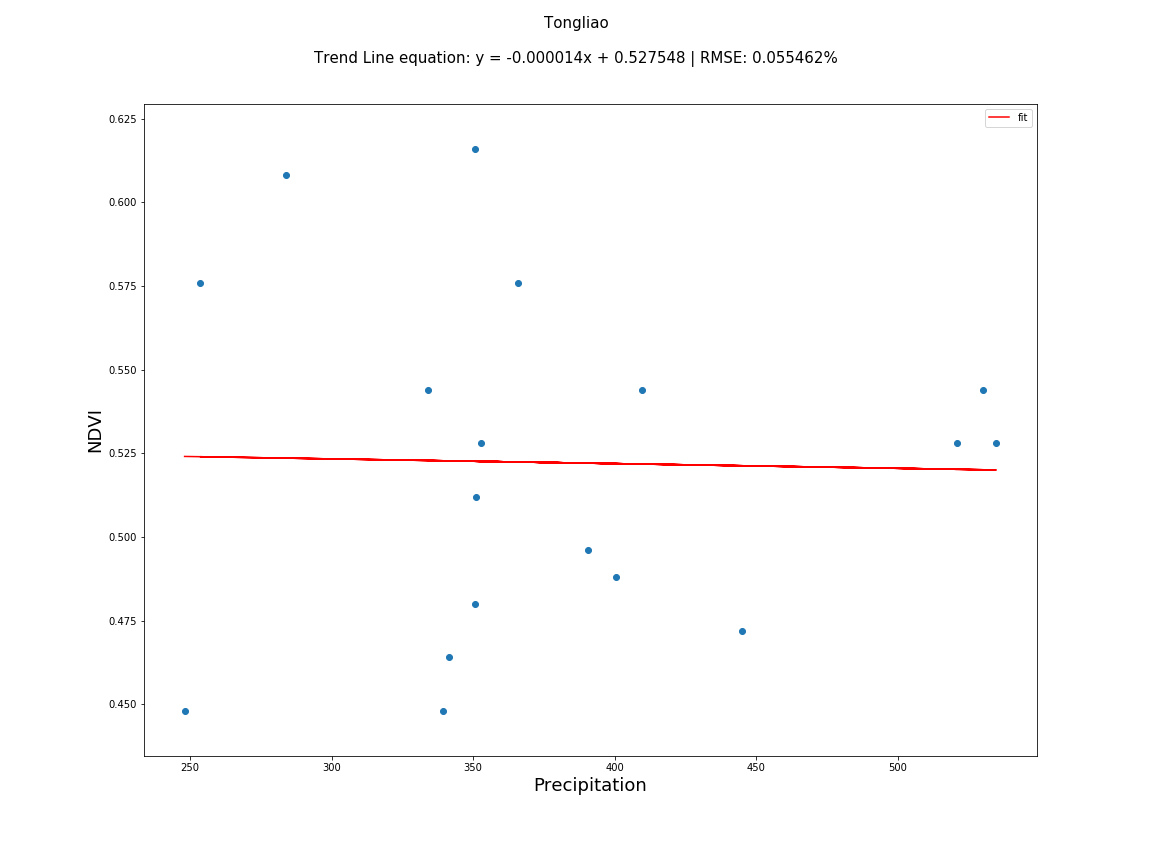 Tongliao
Trend Line equation: y = -0.000014x + 0.527548 | RMSE: 0.055462%
fit
0.625
0.600
0.575
0.550
0.525
0.500
0.475
0.450
NDVI
250 300 350 400 450 500
Precipitation